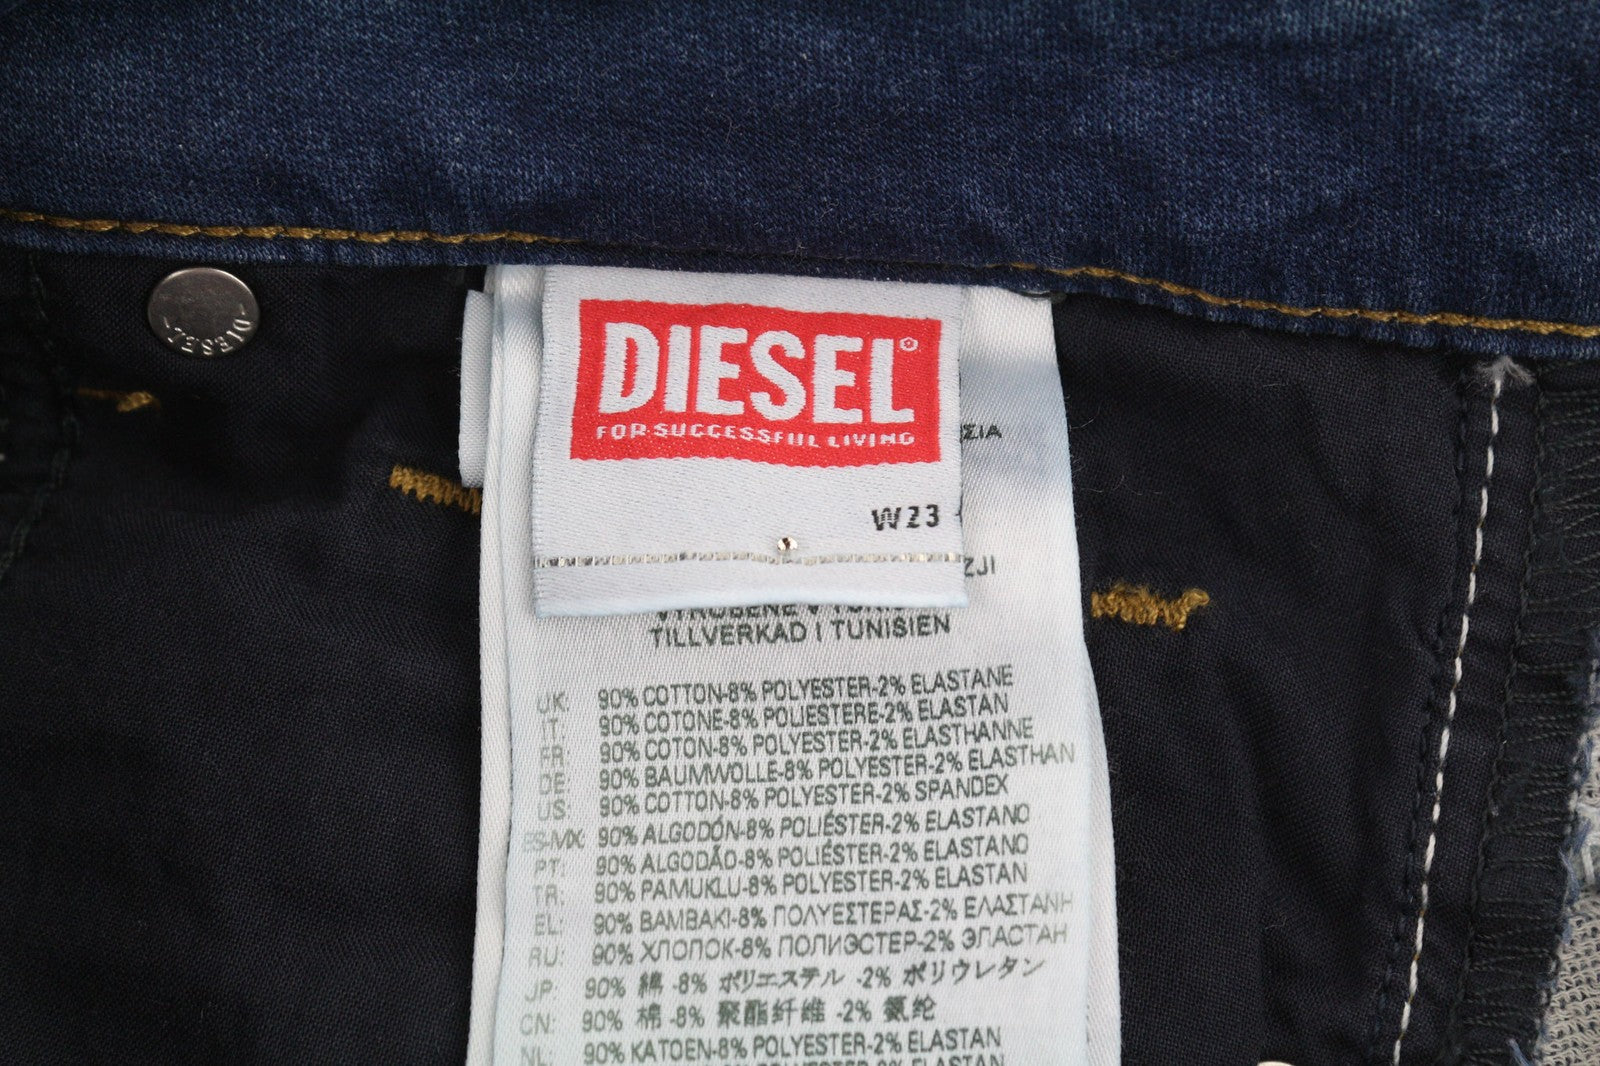 DIESEL
DIESEL®
FOR SUCCESSFUL LIVING
ΣΙΑ
W23
ZJI
TILLVERKAD I TUNISIEN
UK: 90% COTTON-8% POLYESTER-2% ELASTANE
IT: 90% COTONE-8% POLIESTERE-2% ELASTAN
FR: 90% COTON-8% POLYESTER-2% ELASTHANNE
DE: 90% BAUMWOLLE-8% POLYESTER-2% ELASTHAN
US: 90% COTTON-8% POLYESTER-2% SPANDEX
ES-MX: 90% ALGODÓN-8% POLIÉSTER-2% ELASTANO
PT: 90% ALGODÃO-8% POLIÉSTER-2% ELASTANO
TR: 90% PAMUKLU-8% POLYESTER-2% ELASTAN
EL: 90% ΒΑΜΒΑΚΙ-8% ΠΟΛΥΕΣΤΕΡΑΣ-2% ΕΛΑΣΤΑΝΗ
RU: 90% ХЛОПОК-8% ПОЛИЭСТЕР-2% ЭЛАСТАН
JP: 90% 綿 -8% ポリエステル -2% ポリウレタン
CN: 90% 棉 -8% 聚酯纤维 -2% 氨纶
NL: 90% KATOEN-8% POLYESTER-2% ELASTAN